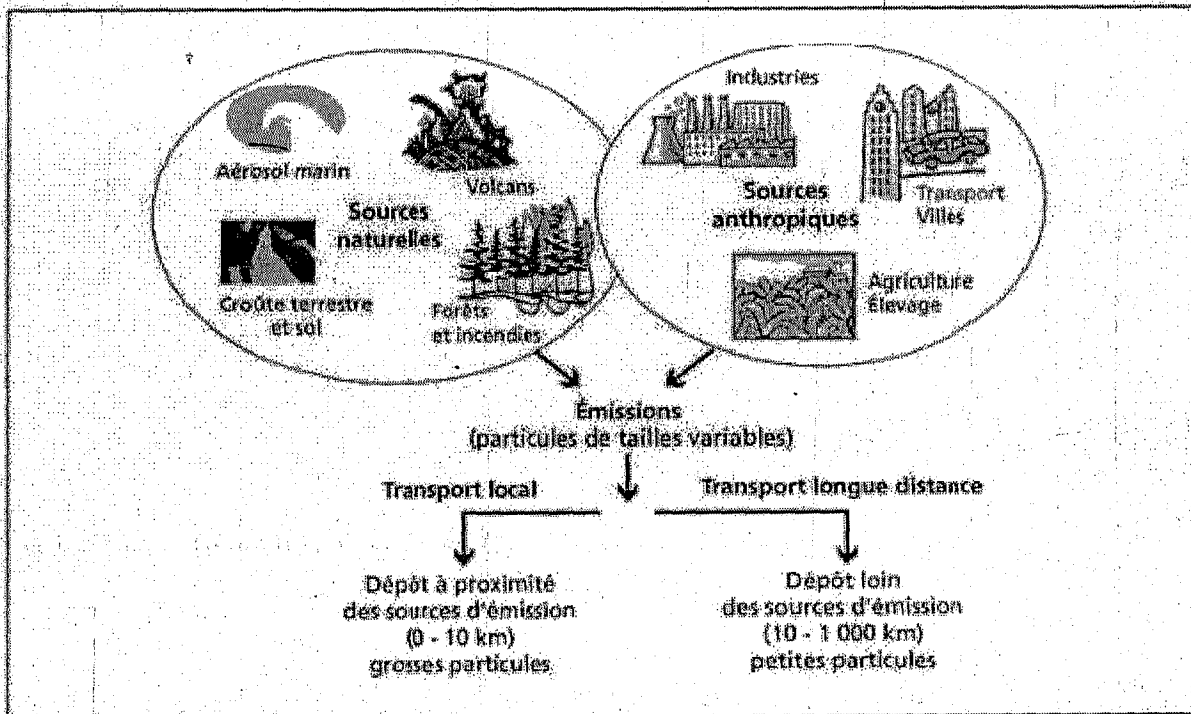 Industries
Aérosol marin
Volcans
Sources
naturelles
Sources
anthropiques
Transport
Villes
Croûte terrestre
et sol
Forêts
et incendies
Agriculture
Élevage
Émissions
(particules de tailles variables)
Transport local
Transport longue distance
Dépôt à proximité
des sources d'émission
(0 - 10 km)
grosses particules
Dépôt loin
des sources d'émission
(10 - 1 000 km)
petites particules